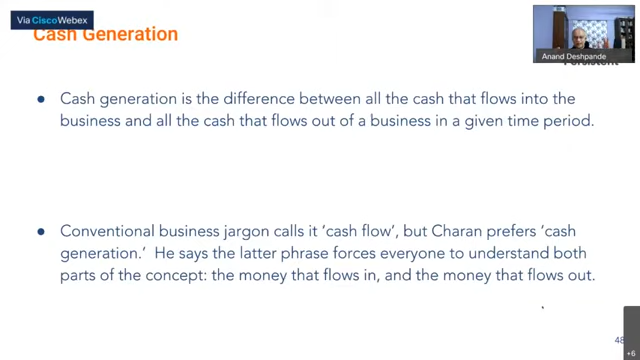 Via Cisco Webex
Cash Generation
Anand Deshpande
Persistent
● Cash generation is the difference between all the cash that flows into the
business and all the cash that flows out of a business in a given time period.
● Conventional business jargon calls it ‘cash flow’, but Charan prefers ‘cash
generation.’ He says the latter phrase forces everyone to understand both
parts of the concept: the money that flows in, and the money that flows out.
48
+6